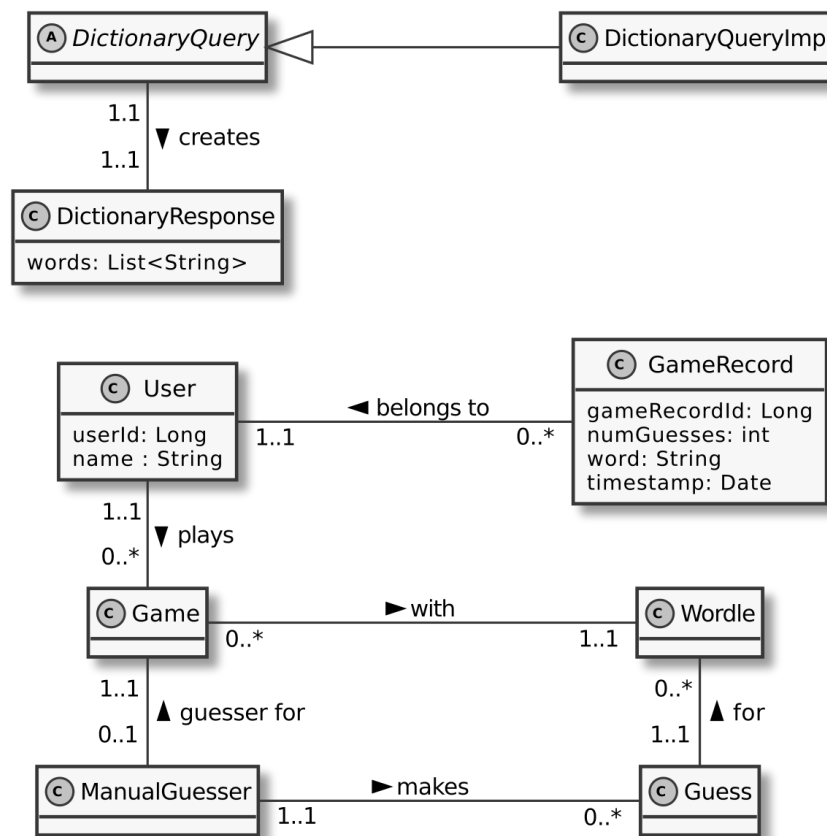 A DictionaryQuery
C DictionaryQueryImp
1.1
creates
1..1
C DictionaryResponse
words: List<String>
C User
userId: Long
name : String
belongs to
1..1
0..*
C GameRecord
gameRecordId: Long
numGuesses: int
word: String
timestamp: Date
1..1
plays
0..*
C Game
with
0..*
1..1
C Wordle
1..1
guesser for
0..1
0..*
for
1..1
C ManualGuesser
makes
1..1
0..*
C Guess